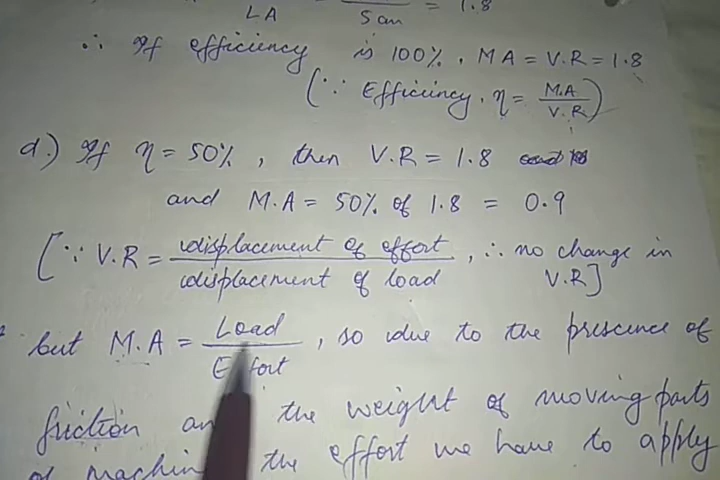 LA 5 cm = 1.8
∴ If efficiency is 100%, MA = V.R = 1.8
(∵ Efficiency, η = M.A / V.R)
d.) If η = 50%, then V.R = 1.8
and M.A = 50% of 1.8 = 0.9
[∵ V.R = displacement of effort / displacement of load, ∴ no change in V.R]
but M.A = Load / Effort, so due to the presence of
friction the weight of moving parts
of machine the effort we have to apply